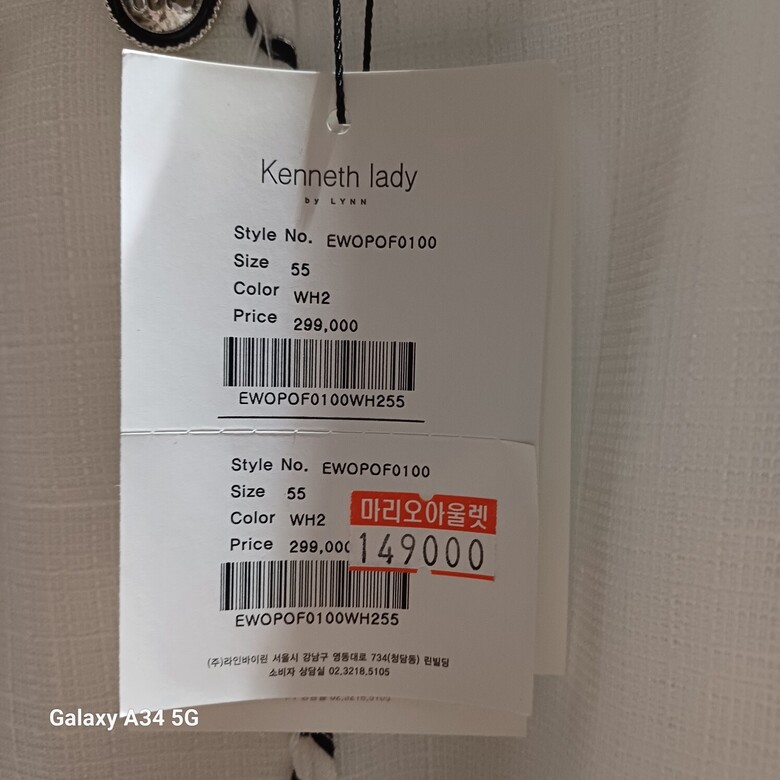 Kenneth lady
by LYNN
Style No. EWOPOF0100
Size 55
Color WH2
Price 299,000
EWOPOF0100WH255
Style No. EWOPOF0100
Size 55
Color WH2
마리오아울렛
Price 299,000
149000
EWOPOF0100WH255
(주)라인바이린 서울시 강남구 영동대로 734(청담동) 린빌딩
소비자 상담실 02,3218,5105
Galaxy A34 5G